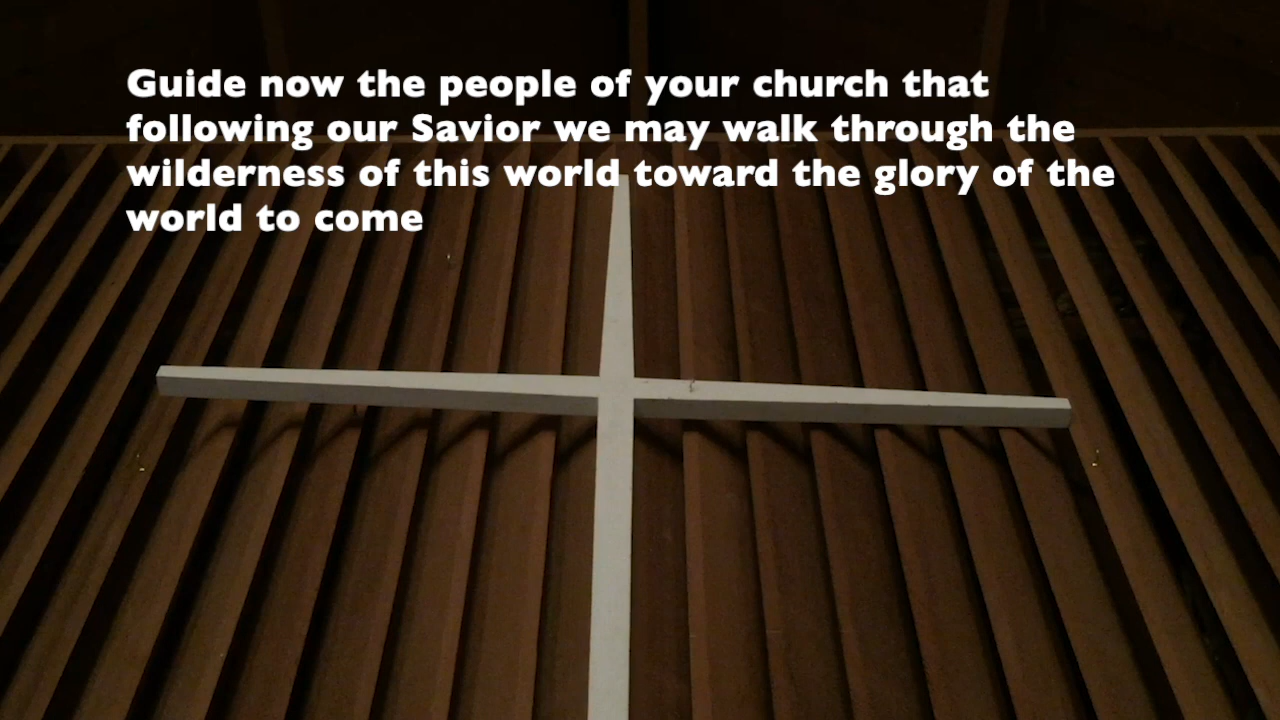 Guide now the people of your church that
following our Savior we may walk through the
wilderness of this world toward the glory of the
world to come